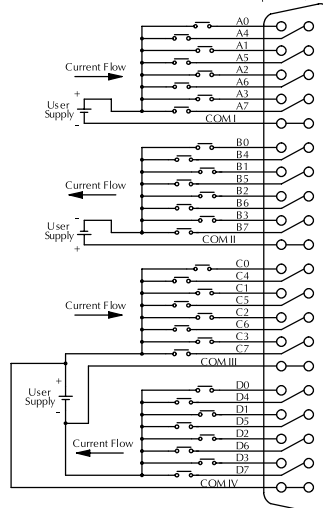 A0
A4
A1
Current Flow
A5
A2
A6
+
A3
User
Supply
A7
-
COM I
B0
B4
B1
Current Flow
B5
B2
B6
-
B3
User
Supply
B7
+
COM II
C0
C4
C1
Current Flow
C5
C2
C6
C3
C7
COM III
+
User
Supply
-
D0
D4
D1
D5
Current Flow
D2
D6
D3
D7
COM IV